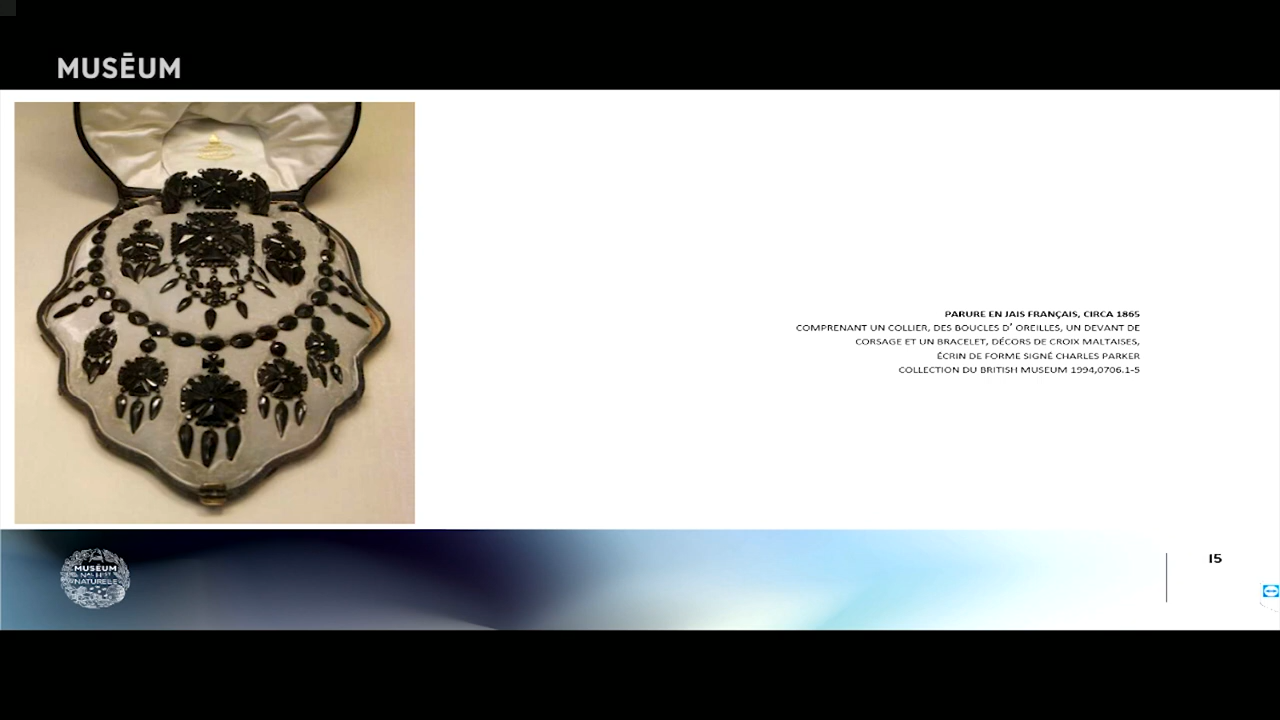 MUSĒUM
PARURE EN JAIS FRANÇAIS, CIRCA 1865
COMPRENANT UN COLLIER, DES BOUCLES D’ OREILLES, UN DEVANT DE
CORSAGE ET UN BRACELET, DÉCORS DE CROIX MALTAISES,
ÉCRIN DE FORME SIGNÉ CHARLES PARKER
COLLECTION DU BRITISH MUSEUM 1994,0706.1-5
MUSĒUM
NATURELLE
15